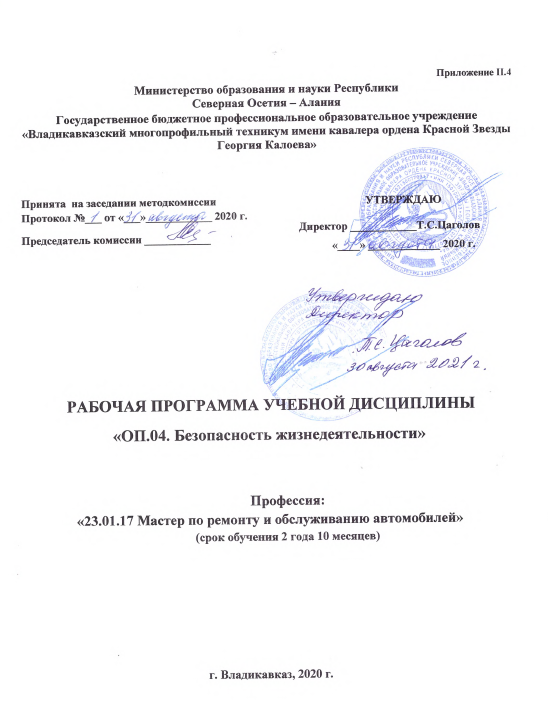 Приложение II.4
Министерство образования и науки Республики
Северная Осетия – Алания
Государственное бюджетное профессиональное образовательное учреждение
«Владикавказский многопрофильный техникум имени кавалера ордена Красной Звезды
Георгия Калоева»
Принята на заседании методкомиссии
Протокол № 1 от «31» августа 2020 г.
Председатель комиссии
УТВЕРЖДАЮ
Директор Т.С.Цаголов
«31» августа 2020 г.
Утверждаю
Директор
Т.С. Цаголов
30 августа 2021 г.
РАБОЧАЯ ПРОГРАММА УЧЕБНОЙ ДИСЦИПЛИНЫ
«ОП.04. Безопасность жизнедеятельности»
Профессия:
«23.01.17 Мастер по ремонту и обслуживанию автомобилей»
(срок обучения 2 года 10 месяцев)
г. Владикавказ, 2020 г.